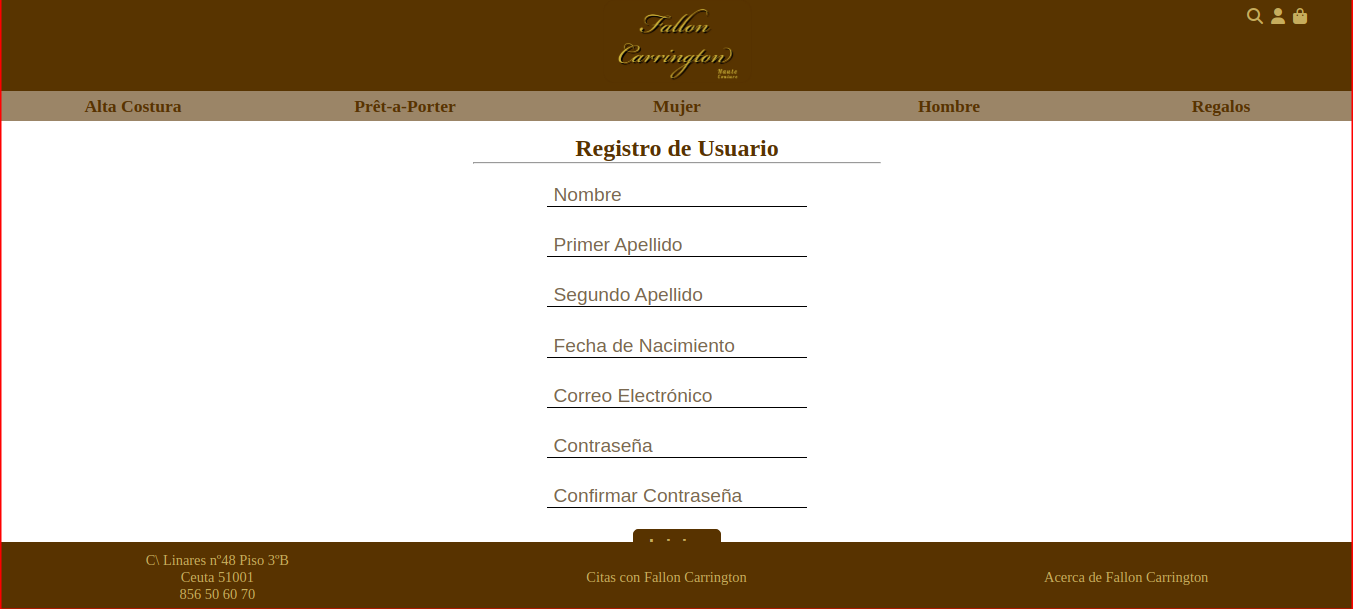 Fallon
Carrington
Haute
Couture
Alta Costura
Prêt-a-Porter
Mujer
Hombre
Regalos
Registro de Usuario
Nombre
Primer Apellido
Segundo Apellido
Fecha de Nacimiento
Correo Electrónico
Contraseña
Confirmar Contraseña
C\ Linares nº48 Piso 3ºB
Ceuta 51001
856 50 60 70
Citas con Fallon Carrington
Acerca de Fallon Carrington